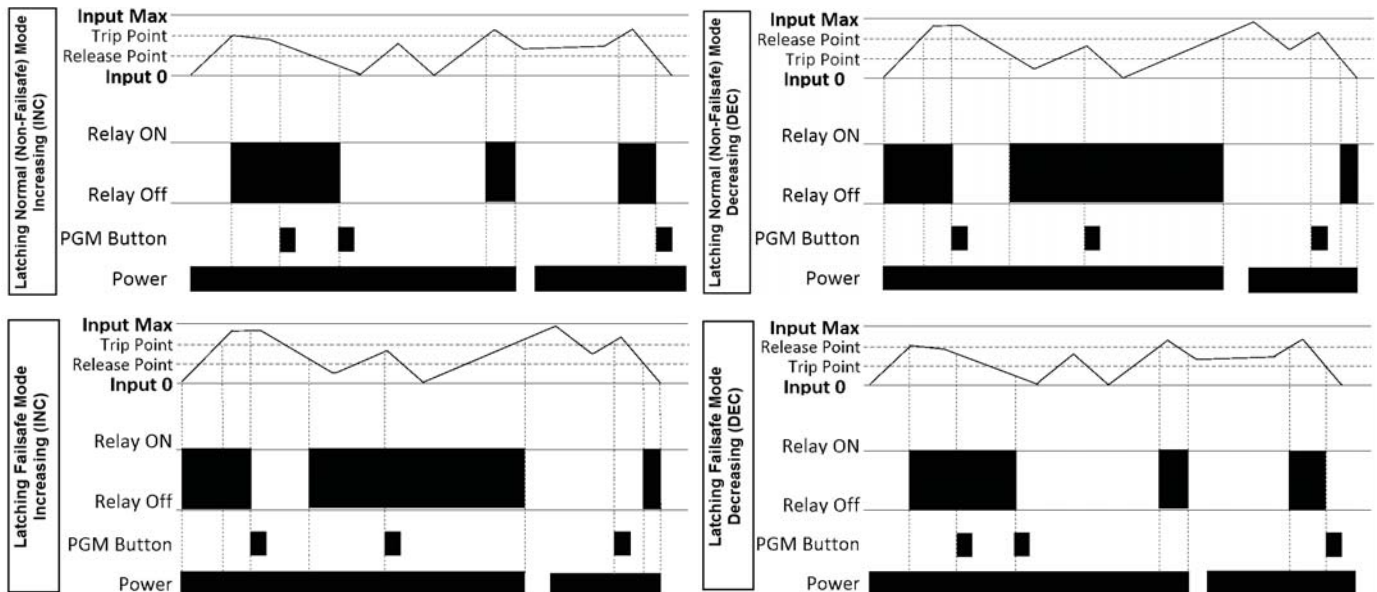 Latching Normal (Non-Failsafe) Mode
Increasing (INC)
Input Max
Trip Point
Release Point
Input 0
Relay ON
Relay Off
PGM Button
Power
Latching Normal (Non-Failsafe) Mode
Decreasing (DEC)
Input Max
Release Point
Trip Point
Input 0
Relay ON
Relay Off
PGM Button
Power
Latching Failsafe Mode
Increasing (INC)
Input Max
Trip Point
Release Point
Input 0
Relay ON
Relay Off
PGM Button
Power
Latching Failsafe Mode
Decreasing (DEC)
Input Max
Release Point
Trip Point
Input 0
Relay ON
Relay Off
PGM Button
Power